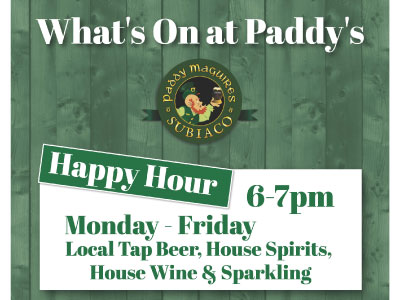 What's On at Paddy's
PADDY MAGUIRES
SUBIACO
Happy Hour
6-7pm
Monday - Friday
Local Tap Beer, House Spirits,
House Wine & Sparkling